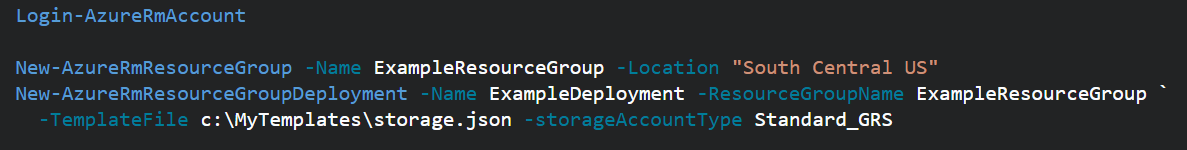 Login-AzureRmAccount
New-AzureRmResourceGroup -Name ExampleResourceGroup -Location "South Central US"
New-AzureRmResourceGroupDeployment -Name ExampleDeployment -ResourceGroupName ExampleResourceGroup `
-TemplateFile c:\MyTemplates\storage.json -storageAccountType Standard_GRS